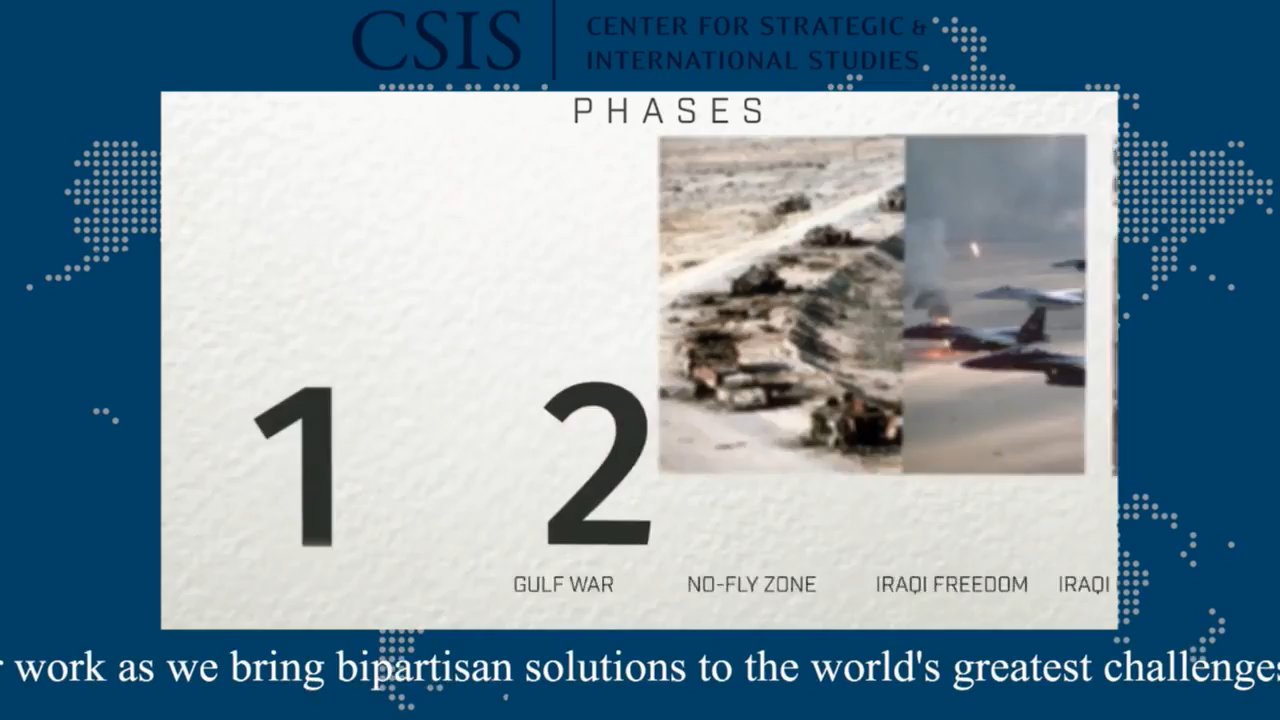 CSIS
CENTER FOR STRATEGIC &
INTERNATIONAL STUDIES
PHASES
1 2
GULF WAR NO-FLY ZONE IRAQI FREEDOM IRAQI
work as we bring bipartisan solutions to the world's greatest challenges